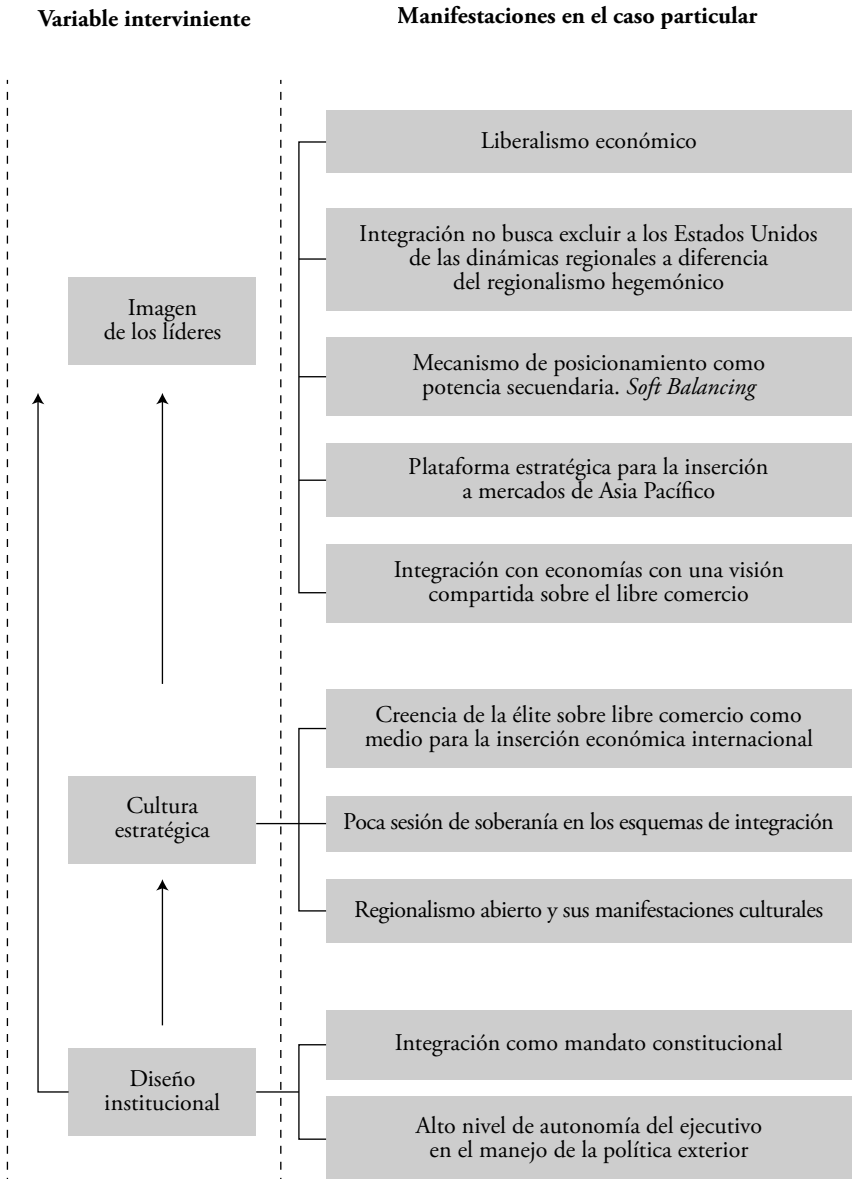 Variable interviniente
Manifestaciones en el caso particular
Imagen
de los líderes
Liberalismo económico
Integración no busca excluir a los Estados Unidos
de las dinámicas regionales a diferencia
del regionalismo hegemónico
Mecanismo de posicionamiento como
potencia secuendaria. Soft Balancing
Plataforma estratégica para la inserción
a mercados de Asia Pacífico
Integración con economías con una visión
compartida sobre el libre comercio
Cultura
estratégica
Creencia de la élite sobre libre comercio como
medio para la inserción económica internacional
Poca sesión de soberanía en los esquemas de integración
Regionalismo abierto y sus manifestaciones culturales
Diseño
institucional
Integración como mandato constitucional
Alto nivel de autonomía del ejecutivo
en el manejo de la política exterior